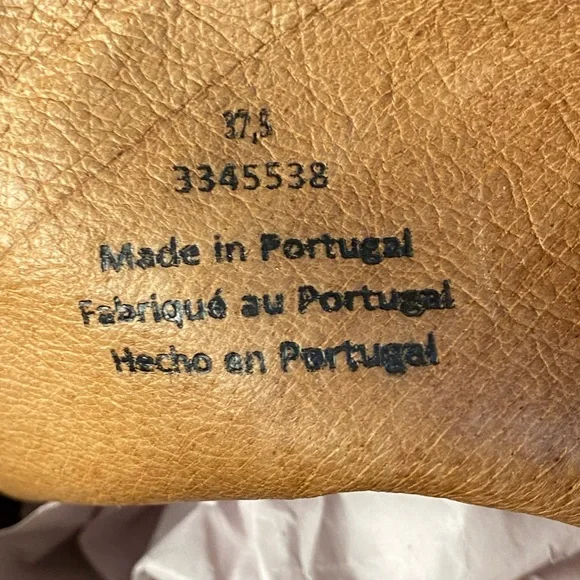 37,5
3345538
Made in Portugal
Fabriqué au Portugal
Hecho en Portugal